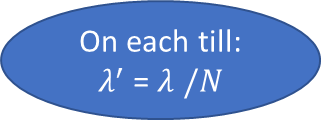 On each till:
𝜆′ = 𝜆 /𝑁